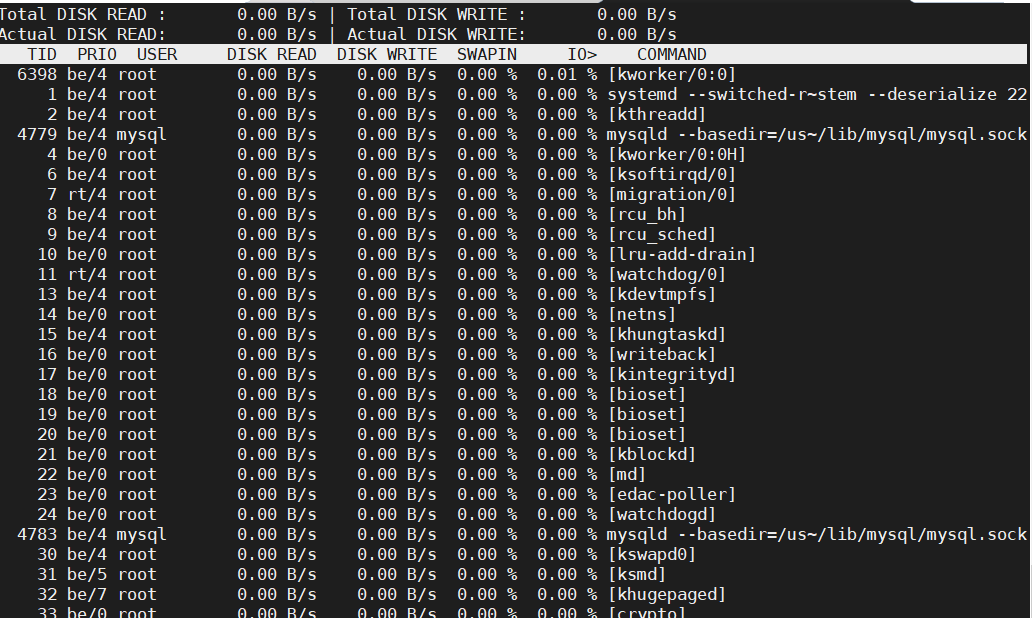 Total DISK READ :       0.00 B/s | Total DISK WRITE :       0.00 B/s
Actual DISK READ:       0.00 B/s | Actual DISK WRITE:       0.00 B/s
TID  PRIO  USER     DISK READ  DISK WRITE  SWAPIN     IO>    COMMAND
6398 be/4 root        0.00 B/s    0.00 B/s  0.00 %  0.01 % [kworker/0:0]
1 be/4 root        0.00 B/s    0.00 B/s  0.00 %  0.00 % systemd --switched-r~stem --deserialize 22
2 be/4 root        0.00 B/s    0.00 B/s  0.00 %  0.00 % [kthreadd]
4779 be/4 mysql       0.00 B/s    0.00 B/s  0.00 %  0.00 % mysqld --basedir=/us~/lib/mysql/mysql.sock
4 be/0 root        0.00 B/s    0.00 B/s  0.00 %  0.00 % [kworker/0:0H]
6 be/4 root        0.00 B/s    0.00 B/s  0.00 %  0.00 % [ksoftirqd/0]
7 rt/4 root        0.00 B/s    0.00 B/s  0.00 %  0.00 % [migration/0]
8 be/4 root        0.00 B/s    0.00 B/s  0.00 %  0.00 % [rcu_bh]
9 be/4 root        0.00 B/s    0.00 B/s  0.00 %  0.00 % [rcu_sched]
10 be/0 root        0.00 B/s    0.00 B/s  0.00 %  0.00 % [lru-add-drain]
11 rt/4 root        0.00 B/s    0.00 B/s  0.00 %  0.00 % [watchdog/0]
13 be/4 root        0.00 B/s    0.00 B/s  0.00 %  0.00 % [kdevtmpfs]
14 be/0 root        0.00 B/s    0.00 B/s  0.00 %  0.00 % [netns]
15 be/4 root        0.00 B/s    0.00 B/s  0.00 %  0.00 % [khungtaskd]
16 be/0 root        0.00 B/s    0.00 B/s  0.00 %  0.00 % [writeback]
17 be/0 root        0.00 B/s    0.00 B/s  0.00 %  0.00 % [kintegrityd]
18 be/0 root        0.00 B/s    0.00 B/s  0.00 %  0.00 % [bioset]
19 be/0 root        0.00 B/s    0.00 B/s  0.00 %  0.00 % [bioset]
20 be/0 root        0.00 B/s    0.00 B/s  0.00 %  0.00 % [bioset]
21 be/0 root        0.00 B/s    0.00 B/s  0.00 %  0.00 % [kblockd]
22 be/0 root        0.00 B/s    0.00 B/s  0.00 %  0.00 % [md]
23 be/0 root        0.00 B/s    0.00 B/s  0.00 %  0.00 % [edac-poller]
24 be/0 root        0.00 B/s    0.00 B/s  0.00 %  0.00 % [watchdogd]
4783 be/4 mysql       0.00 B/s    0.00 B/s  0.00 %  0.00 % mysqld --basedir=/us~/lib/mysql/mysql.sock
30 be/4 root        0.00 B/s    0.00 B/s  0.00 %  0.00 % [kswapd0]
31 be/5 root        0.00 B/s    0.00 B/s  0.00 %  0.00 % [ksmd]
32 be/7 root        0.00 B/s    0.00 B/s  0.00 %  0.00 % [khugepaged]
33 be/0 root        0.00 B/s    0.00 B/s  0.00 %  0.00 % [crypto]